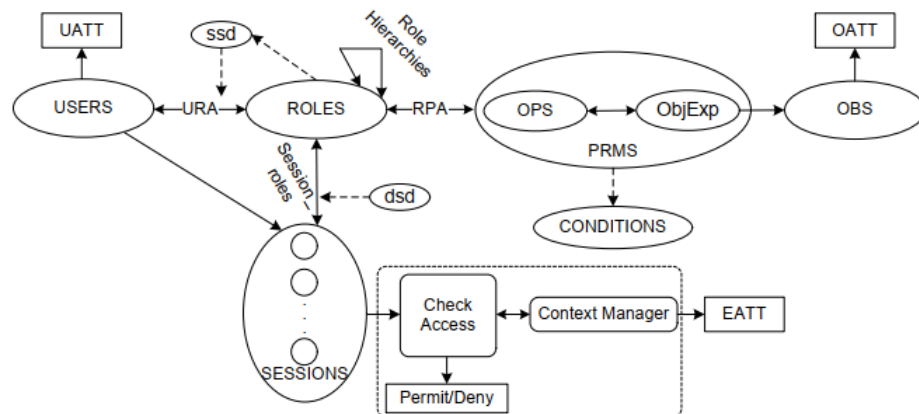 UATT
ssd
Role
Hierarchies
OATT
USERS
URA
ROLES
RPA
OPS
ObjExp
OBS
PRMS
Session_
roles
dsd
CONDITIONS
Check
Access
Context Manager
EATT
SESSIONS
Permit/Deny